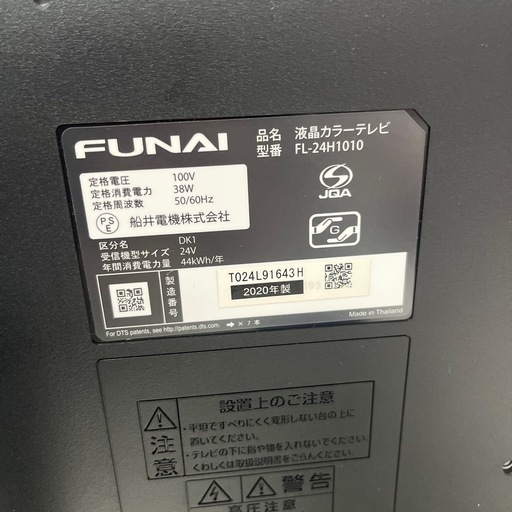 FUNAI
品名 液晶カラーテレビ
型番 FL-24H1010
定格電圧 100V
定格消費電力 38W
定格周波数 50/60Hz
PSE 船井電機株式会社
JQA
G
区分名 DK1
受信機型サイズ 24V
年間消費電力量 44kWh/年
製造番号
T024L91643H
2020年製
For DTS patents, see http://patents.dts.com.
Made in Thailand
設置上のご注意
注意
・平坦ですべりにくく変形しない台の上に
置いてください。
・テレビの下に指や物を入れないでください。
くわしくは取扱説明書をごらんください。
警告
高圧注意